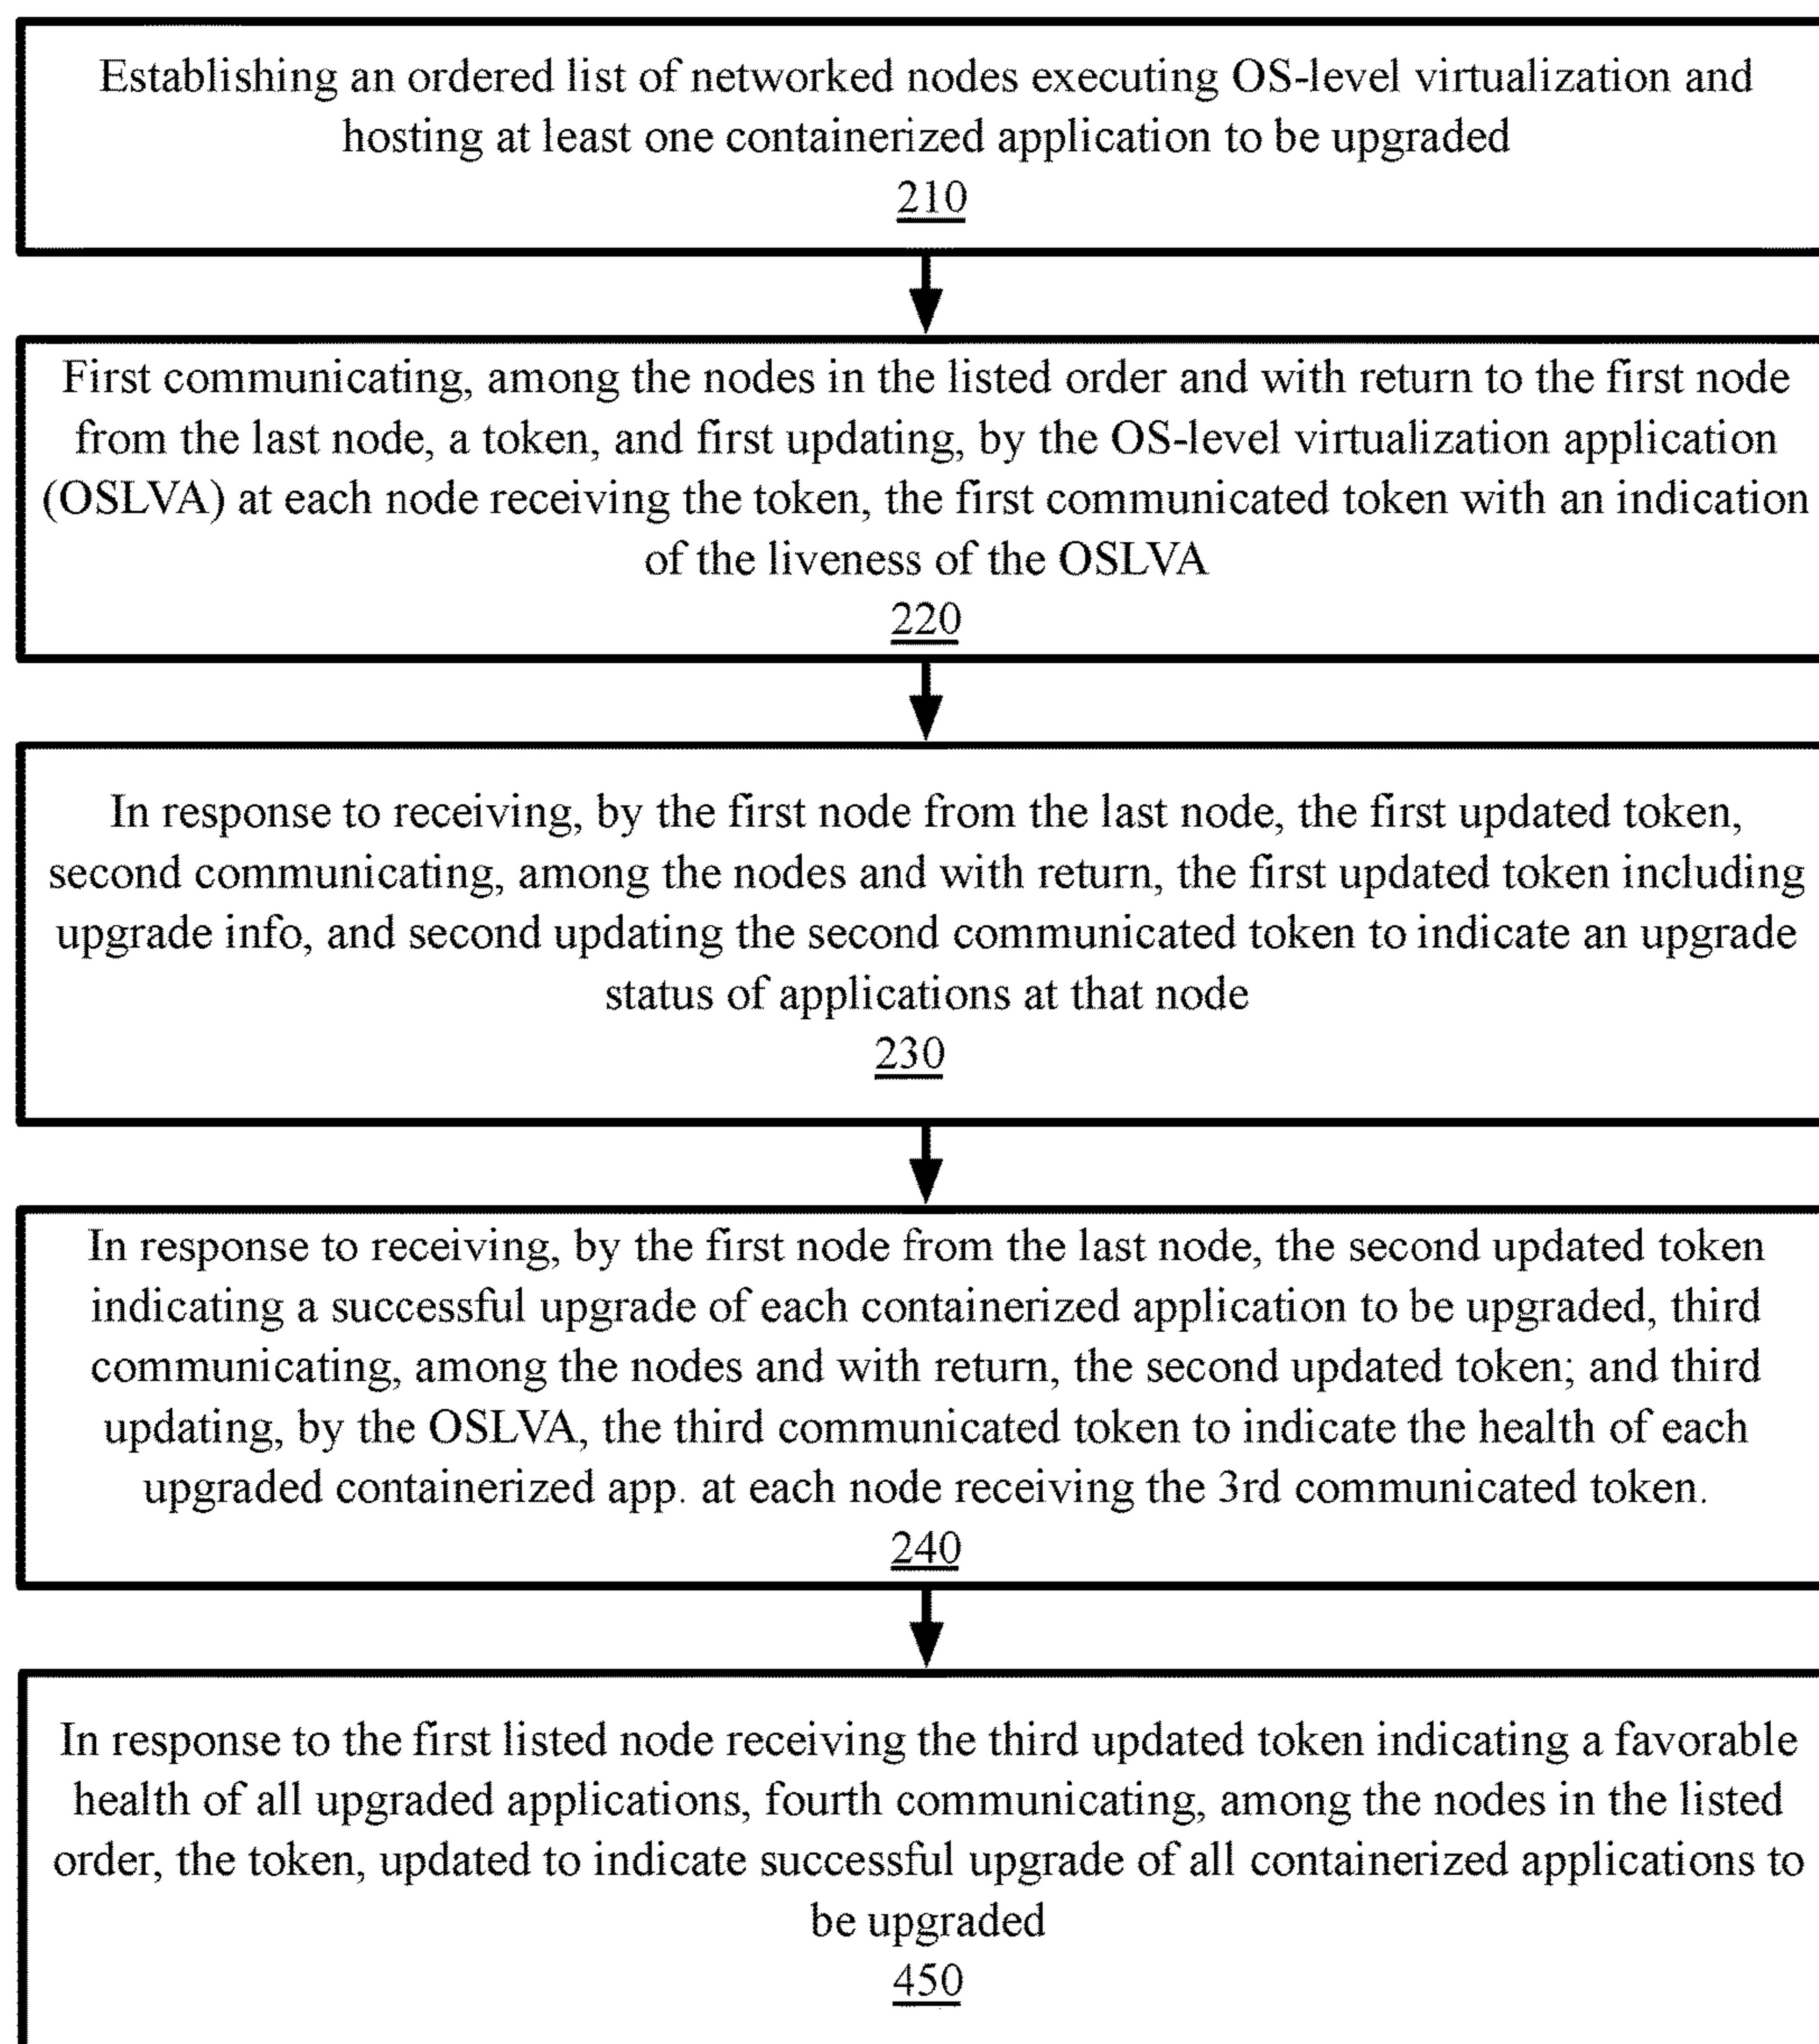 Establishing an ordered list of networked nodes executing OS-level virtualization and
hosting at least one containerized application to be upgraded
210
First communicating, among the nodes in the listed order and with return to the first node
from the last node, a token, and first updating, by the OS-level virtualization application
(OSLVA) at each node receiving the token, the first communicated token with an indication
of the liveness of the OSLVA
220
In response to receiving, by the first node from the last node, the first updated token,
second communicating, among the nodes and with return, the first updated token including
upgrade info, and second updating the second communicated token to indicate an upgrade
status of applications at that node
230
In response to receiving, by the first node from the last node, the second updated token
indicating a successful upgrade of each containerized application to be upgraded, third
communicating, among the nodes and with return, the second updated token; and third
updating, by the OSLVA, the third communicated token to indicate the health of each
upgraded containerized app. at each node receiving the 3rd communicated token.
240
In response to the first listed node receiving the third updated token indicating a favorable
health of all upgraded applications, fourth communicating, among the nodes in the listed
order, the token, updated to indicate successful upgrade of all containerized applications to
be upgraded
450